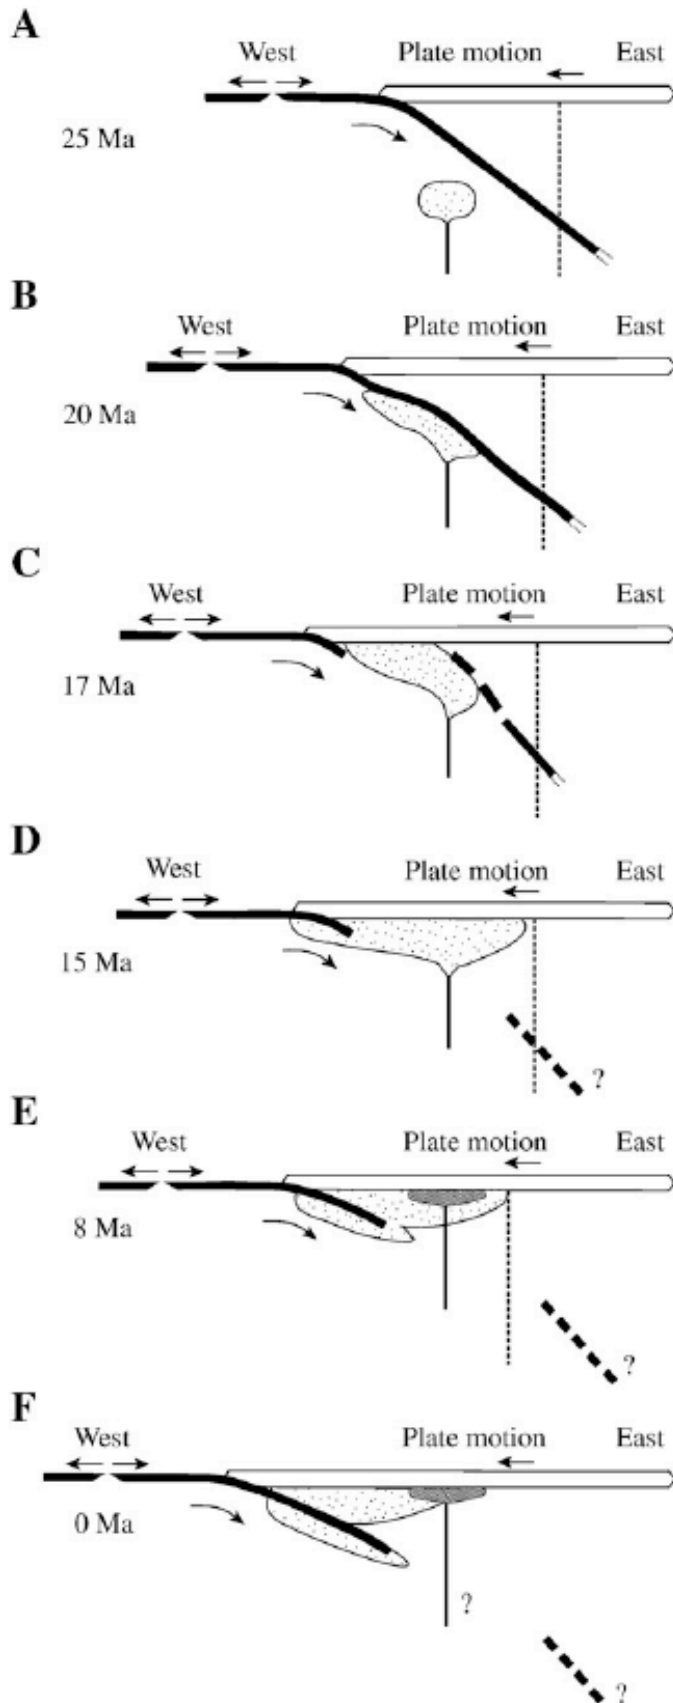 A
West Plate motion East
25 Ma
B
West Plate motion East
20 Ma
C
West Plate motion East
17 Ma
D
West Plate motion East
15 Ma
?
E
West Plate motion East
8 Ma
?
F
West Plate motion East
0 Ma
?
?